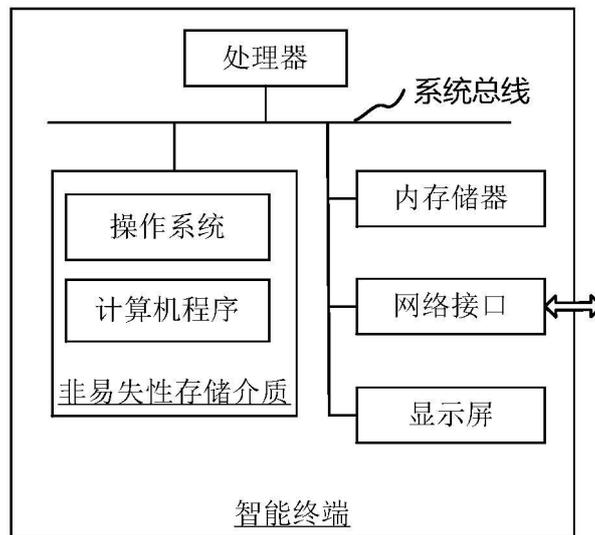 处理器
系统总线
操作系统
计算机程序
非易失性存储介质
内存储器
网络接口
显示屏
智能终端